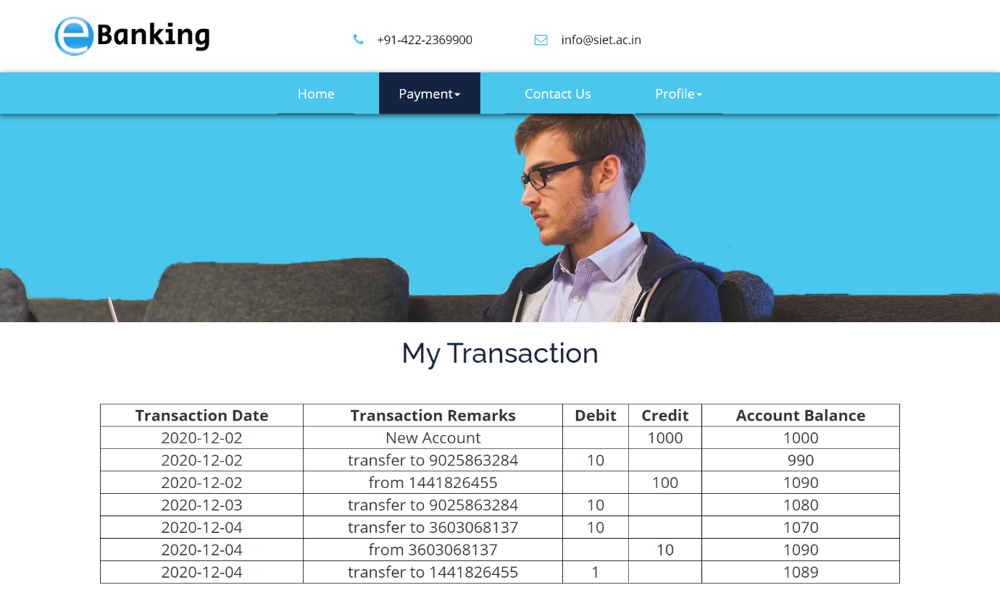 eBanking
+91-422-2369900 info@siet.ac.in
Home Payment Contact Us Profile
My Transaction
Transaction Date Transaction Remarks Debit Credit Account Balance
2020-12-02 New Account 1000 1000
2020-12-02 transfer to 9025863284 10 990
2020-12-02 from 1441826455 100 1090
2020-12-03 transfer to 9025863284 10 1080
2020-12-04 transfer to 3603068137 10 1070
2020-12-04 from 3603068137 10 1090
2020-12-04 transfer to 1441826455 1 1089